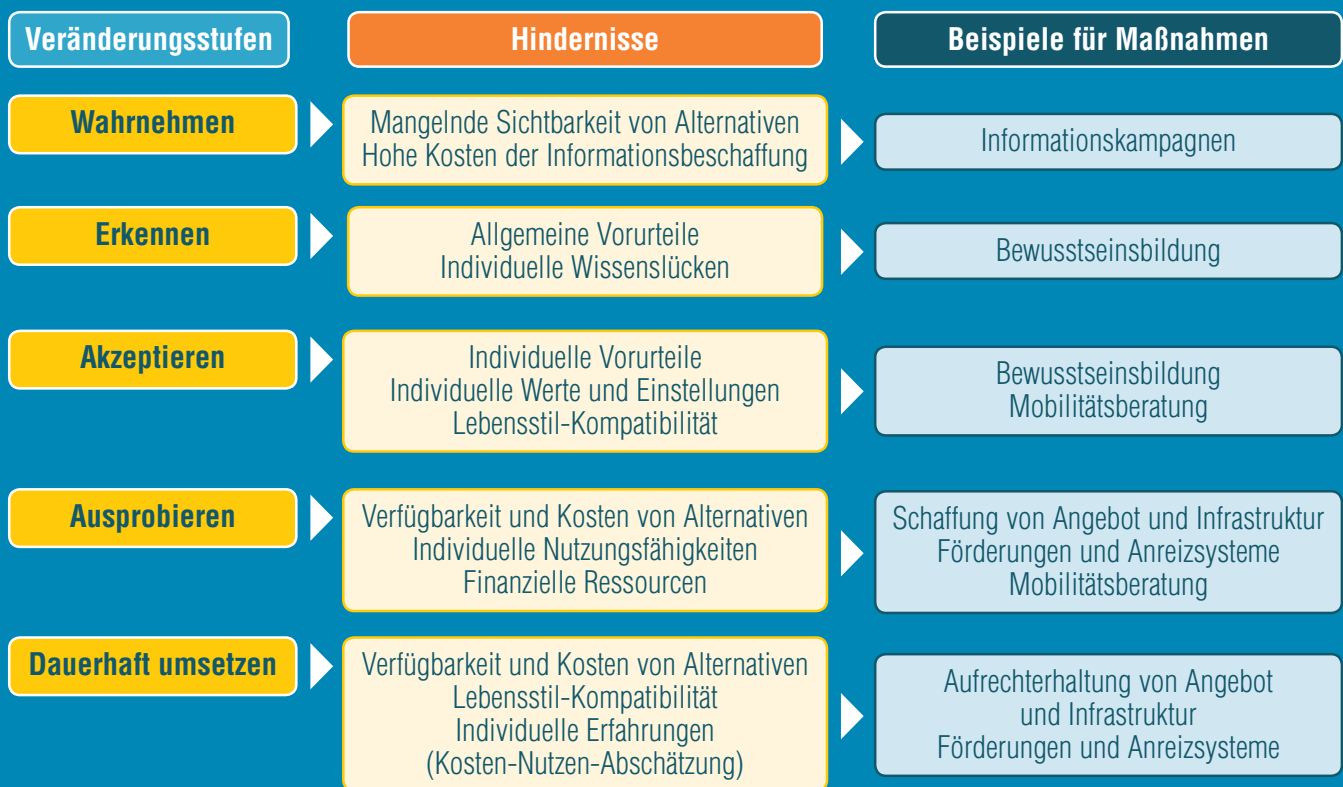 Veränderungsstufen
Hindernisse
Beispiele für Maßnahmen
Wahrnehmen
Mangelnde Sichtbarkeit von Alternativen
Hohe Kosten der Informationsbeschaffung
Informationskampagnen
Erkennen
Allgemeine Vorurteile
Individuelle Wissenslücken
Bewusstseinsbildung
Akzeptieren
Individuelle Vorurteile
Individuelle Werte und Einstellungen
Lebensstil-Kompatibilität
Bewusstseinsbildung
Mobilitätsberatung
Ausprobieren
Verfügbarkeit und Kosten von Alternativen
Individuelle Nutzungsfähigkeiten
Finanzielle Ressourcen
Schaffung von Angebot und Infrastruktur
Förderungen und Anreizsysteme
Mobilitätsberatung
Dauerhaft umsetzen
Verfügbarkeit und Kosten von Alternativen
Lebensstil-Kompatibilität
Individuelle Erfahrungen
(Kosten-Nutzen-Abschätzung)
Aufrechterhaltung von Angebot
und Infrastruktur
Förderungen und Anreizsysteme